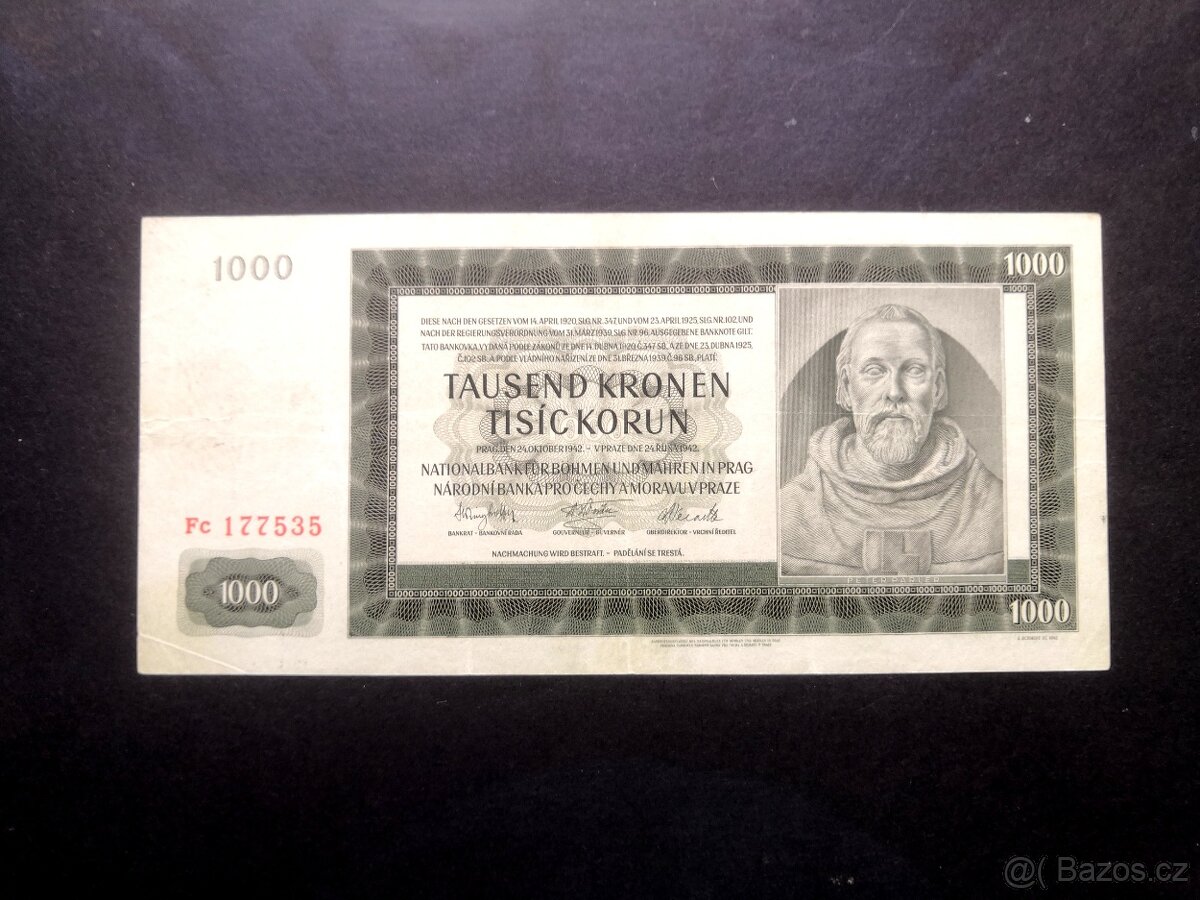 1000
1000
DIESE NACH DEN GESETZEN VOM 14. APRIL 1920, SLG. NR. 347 UND VOM 23. APRIL 1925, SLG. NR. 102, UND
NACH DER REGIERUNGSVERORDNUNG VOM 31. MÄRZ 1939, SLG. NR. 96, AUSGEGEBENE BANKNOTE GILT.
TATO BANKOVKA, VYDANÁ PODLE ZÁKONŮ ZE DNE 14. DUBNA 1920 Č. 347 SB., A ZE DNE 23. DUBNA 1925,
Č. 102 SB., A PODLE VLÁDNÍHO NAŘÍZENÍ ZE DNE 31. BŘEZNA 1939, Č. 96 SB., PLATÍ:
TAUSEND KRONEN
TISÍC KORUN
PRAG, DEN 24. OKTOBER 1942. – V PRAZE DNE 24. ŘÍJNA 1942.
NATIONALBANK FÜR BÖHMEN UND MÄHREN IN PRAG
NÁRODNÍ BANKA PRO ČECHY A MORAVU V PRAZE
BANKRAT - BANKOVNÍ RADA
GOUVERNEUR - GUVERNÉR
OBERDIREKTOR - VRCHNÍ ŘEDITEL
NACHMACHUNG WIRD BESTRAFT. – PADĚLÁNÍ SE TRESTÁ.
Fc 177535
1000
PETER PARLER
1000
@( Bazos.cz